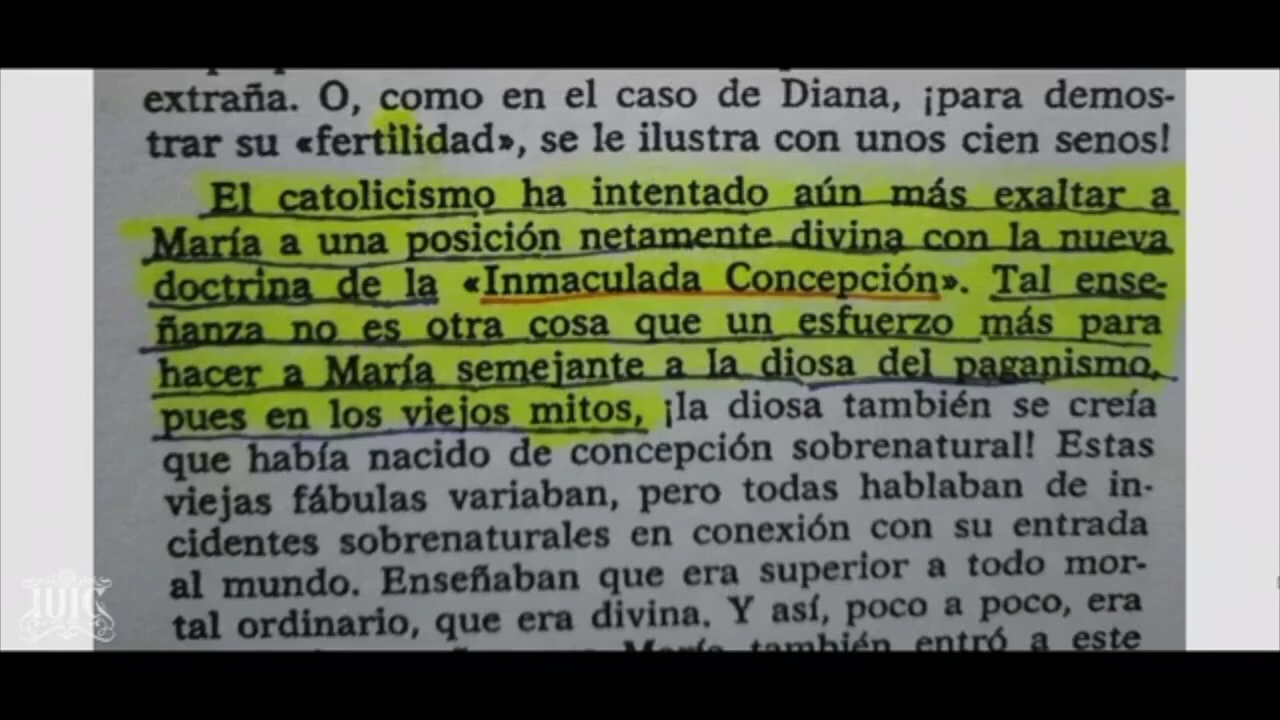 extraña. O, como en el caso de Diana, ¡para demos-
trar su «fertilidad», se le ilustra con unos cien senos!
El catolicismo ha intentado aún más exaltar a
María a una posición netamente divina con la nueva
doctrina de la «Inmaculada Concepción». Tal ense-
ñanza no es otra cosa que un esfuerzo más para
hacer a María semejante a la diosa del paganismo,
pues en los viejos mitos, ¡la diosa también se creía
que había nacido de concepción sobrenatural! Estas
viejas fábulas variaban, pero todas hablaban de in-
cidentes sobrenaturales en conexión con su entrada
al mundo. Enseñaban que era superior a todo mor-
tal ordinario, que era divina. Y así, poco a poco, era
María también entró a este
IUIC